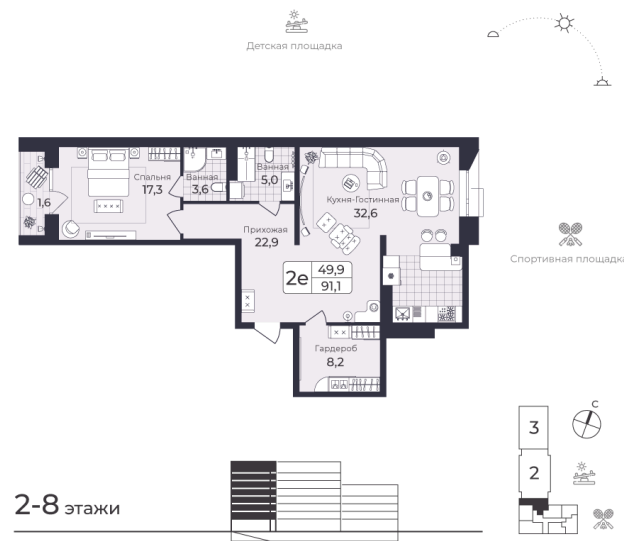 Детская площадка
Спальня
17,3
1,6
Ванная
3,6
Ванная
5,0
Кухня-Гостинная
32,6
Прихожая
22,9
2е
49,9
91,1
Спортивная площадка
Гардероб
8,2
С
3
2
2-8 этажи